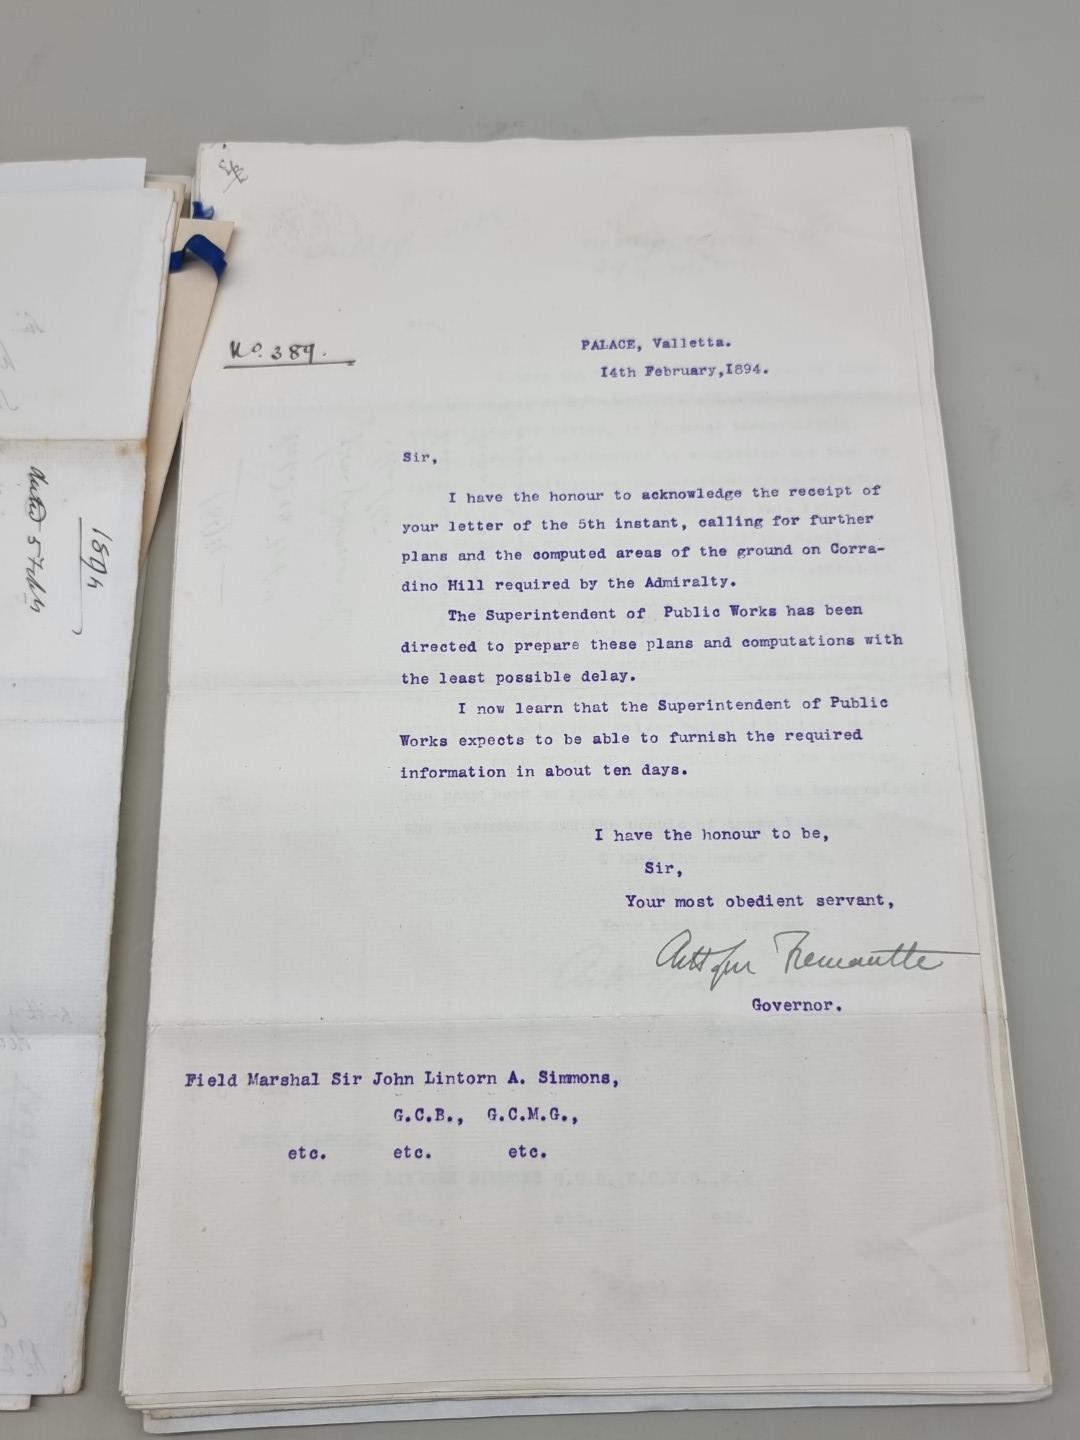 No. 389.
PALACE, Valletta.
14th February,1894.
Sir,
I have the honour to acknowledge the receipt of
your letter of the 5th instant, calling for further
plans and the computed areas of the ground on Corra-
dino Hill required by the Admiralty.
The Superintendent of Public Works has been
directed to prepare these plans and computations with
the least possible delay.
I now learn that the Superintendent of Public
Works expects to be able to furnish the required
information in about ten days.
I have the honour to be,
Sir,
Your most obedient servant,
Arthur Fremantle
Governor.
Field Marshal Sir John Lintorn A. Simmons,
G.C.B., G.C.M.G.,
etc. etc. etc.
1894
dated 5 Feb